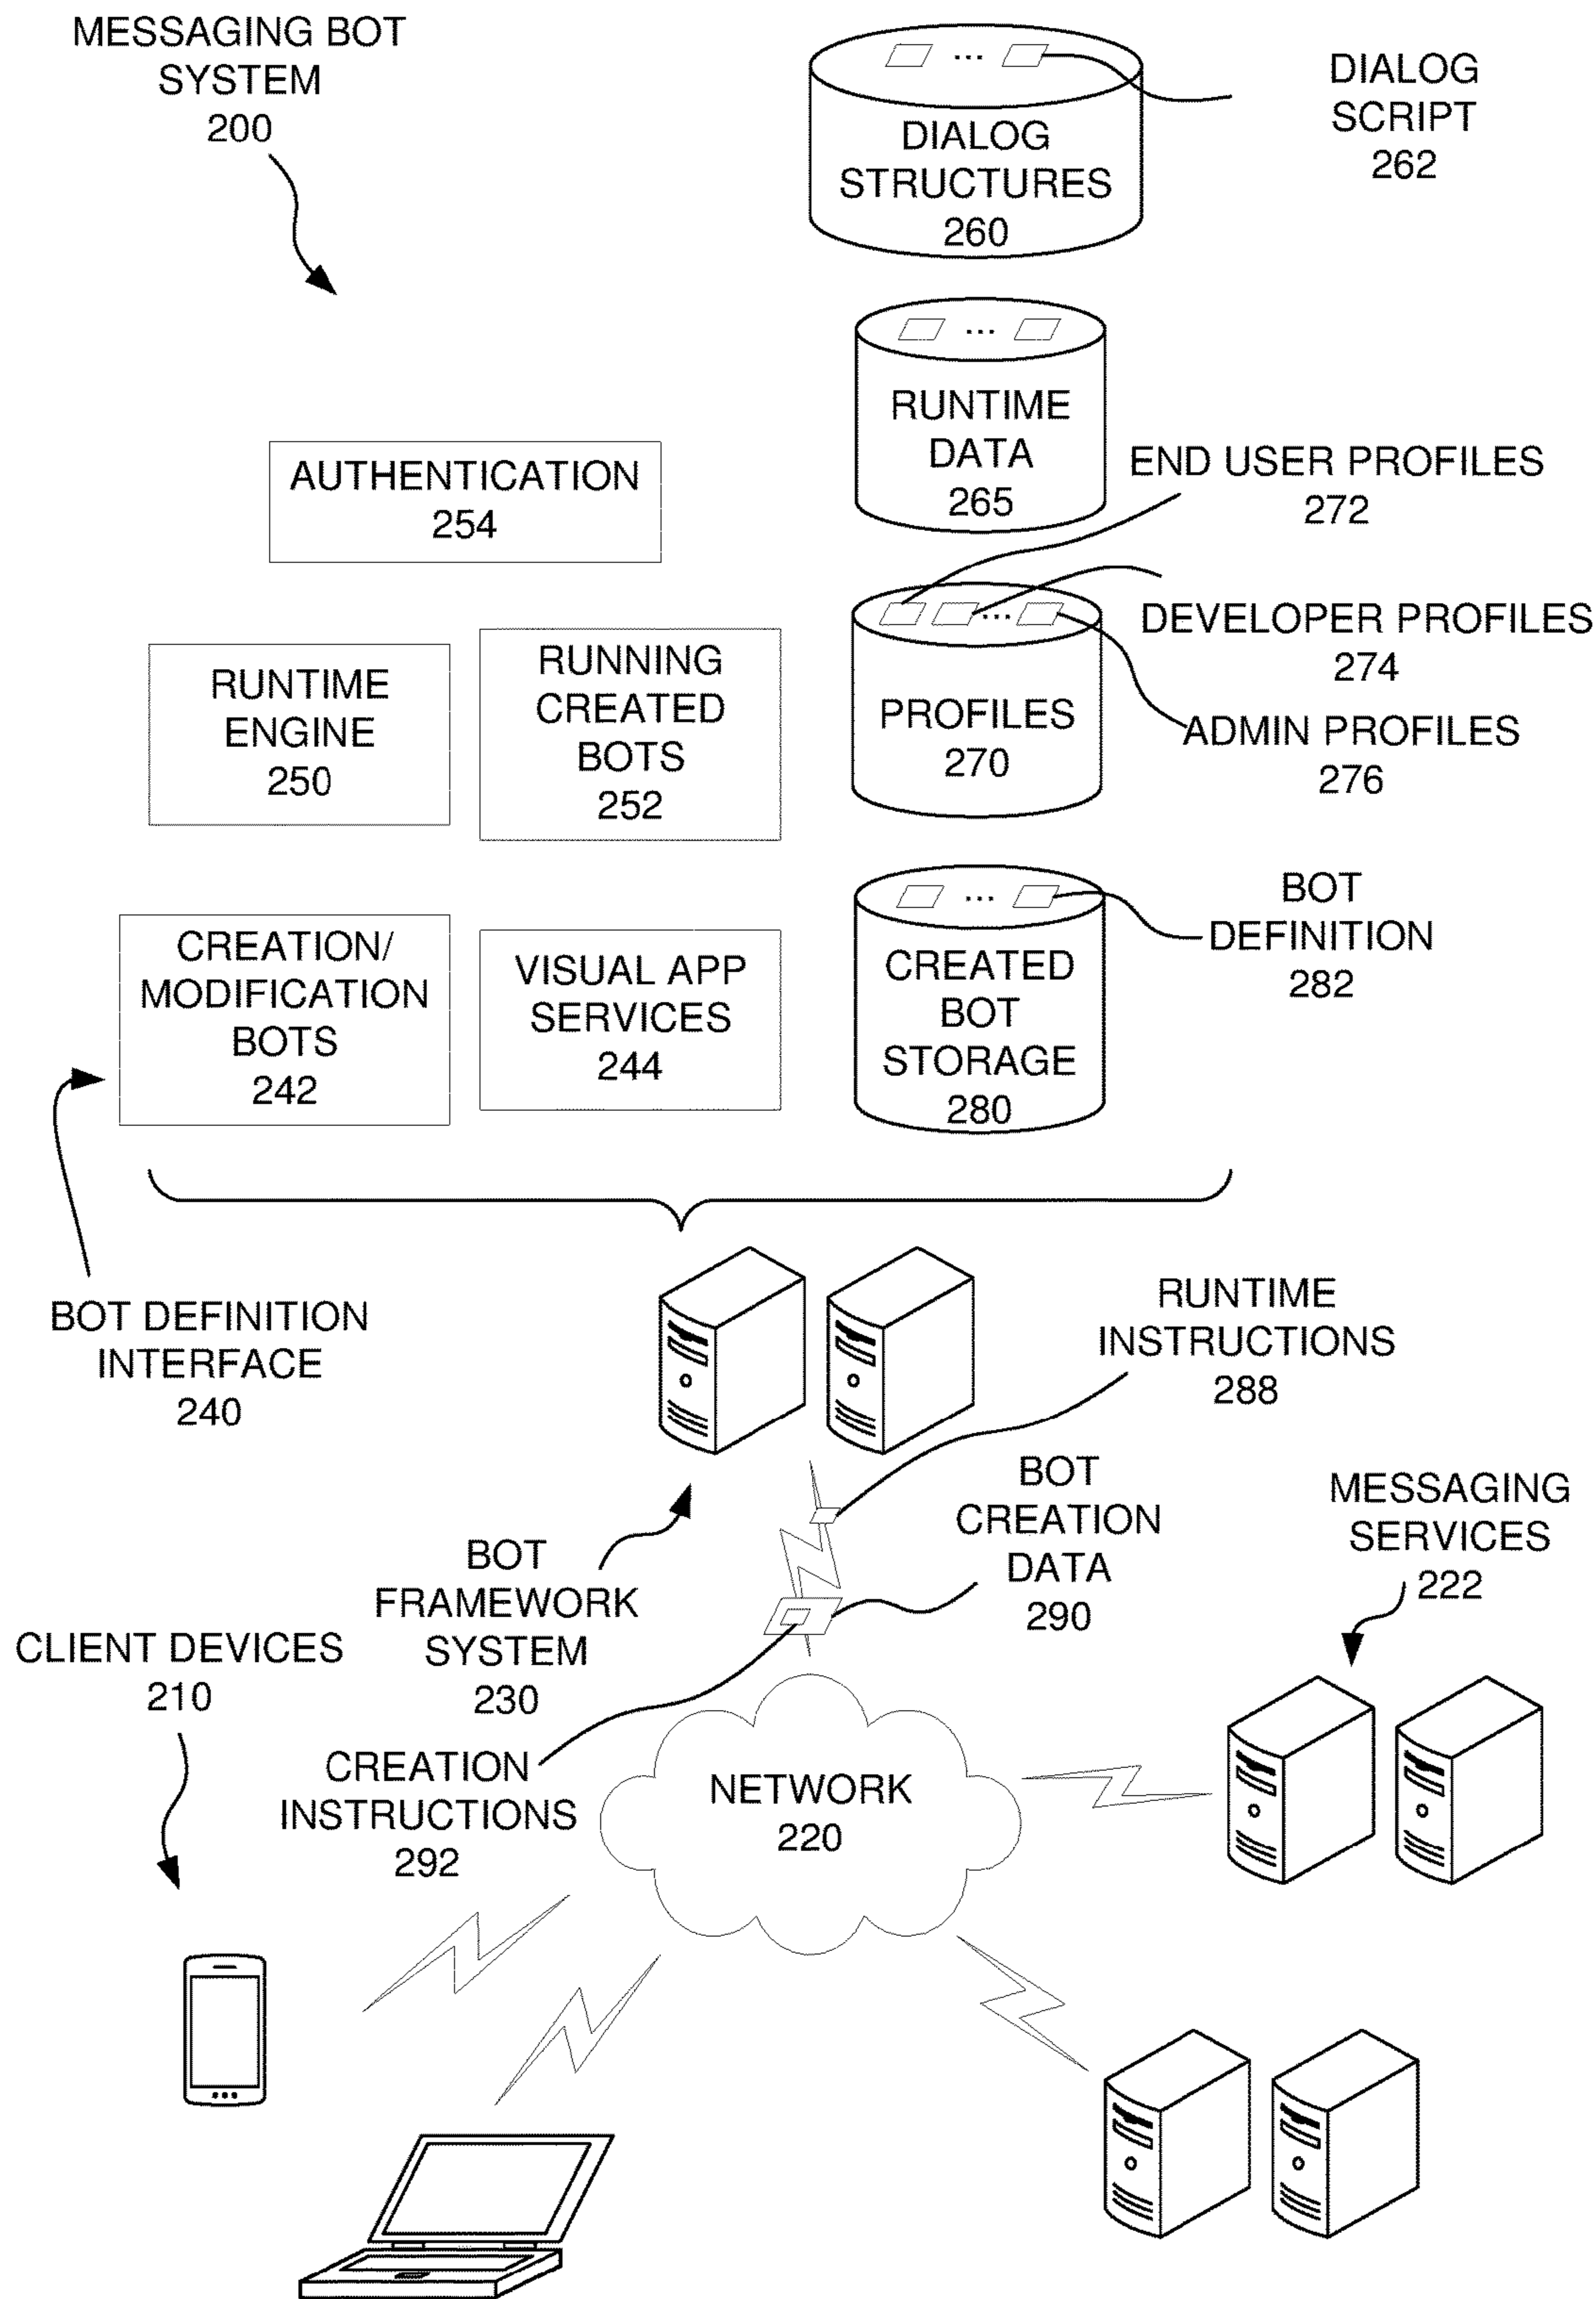 MESSAGING BOT
SYSTEM
200
DIALOG
SCRIPT
262
DIALOG
STRUCTURES
260
RUNTIME
DATA
265
END USER PROFILES
272
AUTHENTICATION
254
DEVELOPER PROFILES
274
RUNTIME
ENGINE
250
RUNNING
CREATED
BOTS
252
PROFILES
270
ADMIN PROFILES
276
CREATION/
MODIFICATION
BOTS
242
VISUAL APP
SERVICES
244
CREATED
BOT
STORAGE
280
BOT
DEFINITION
282
BOT DEFINITION
INTERFACE
240
RUNTIME
INSTRUCTIONS
288
BOT
CREATION
DATA
290
MESSAGING
SERVICES
222
BOT
FRAMEWORK
SYSTEM
230
CLIENT DEVICES
210
CREATION
INSTRUCTIONS
292
NETWORK
220